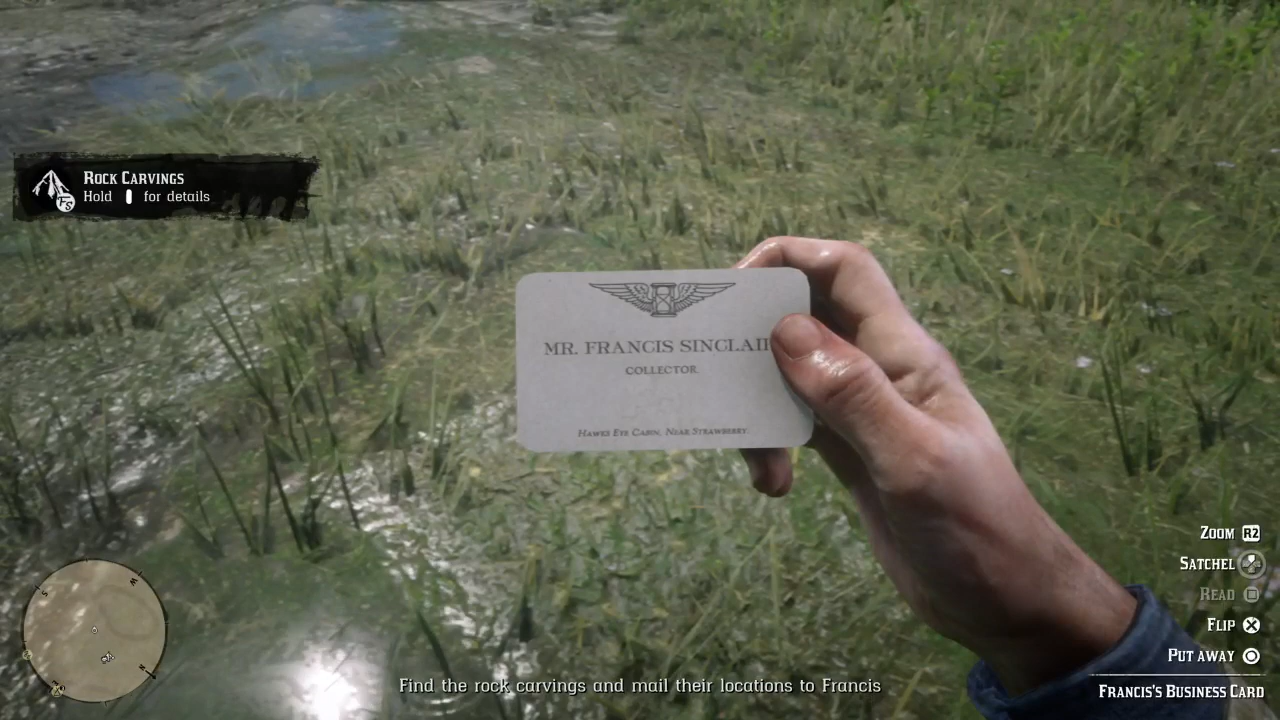 ROCK CARVINGS
Hold for details
MR. FRANCIS SINCLAI
COLLECTOR.
HAWKS EYE CABIN, NEAR STRAWBERRY.
ZOOM R2
SATCHEL
READ
FLIP
PUT AWAY
Find the rock carvings and mail their locations to Francis
FRANCIS'S BUSINESS CARD